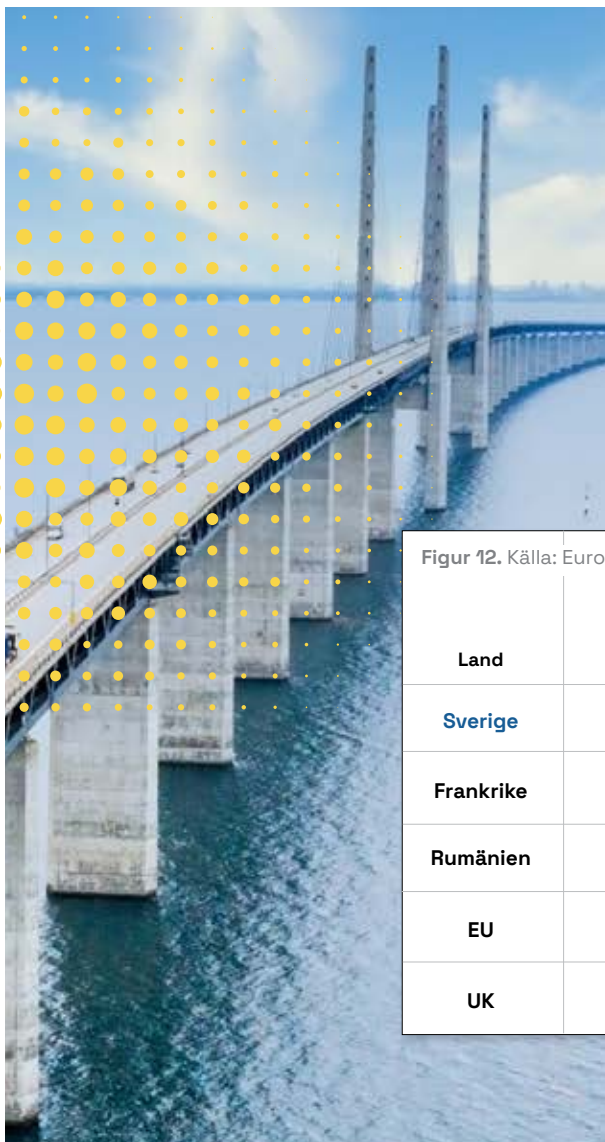 Figur 12. Källa: Euro
Land
Sverige
Frankrike
Rumänien
EU
UK